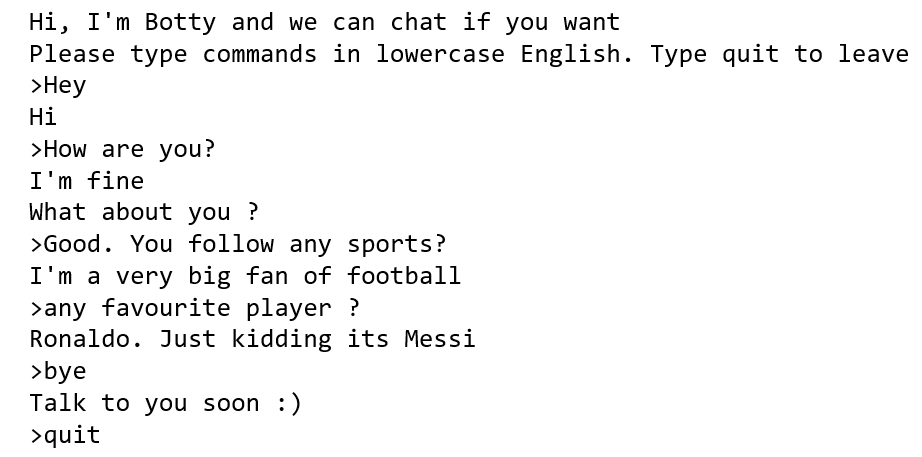 Hi, I'm Botty and we can chat if you want
Please type commands in lowercase English. Type quit to leave
>Hey
Hi
>How are you?
I'm fine
What about you ?
>Good. You follow any sports?
I'm a very big fan of football
>any favourite player ?
Ronaldo. Just kidding its Messi
>bye
Talk to you soon :)
>quit